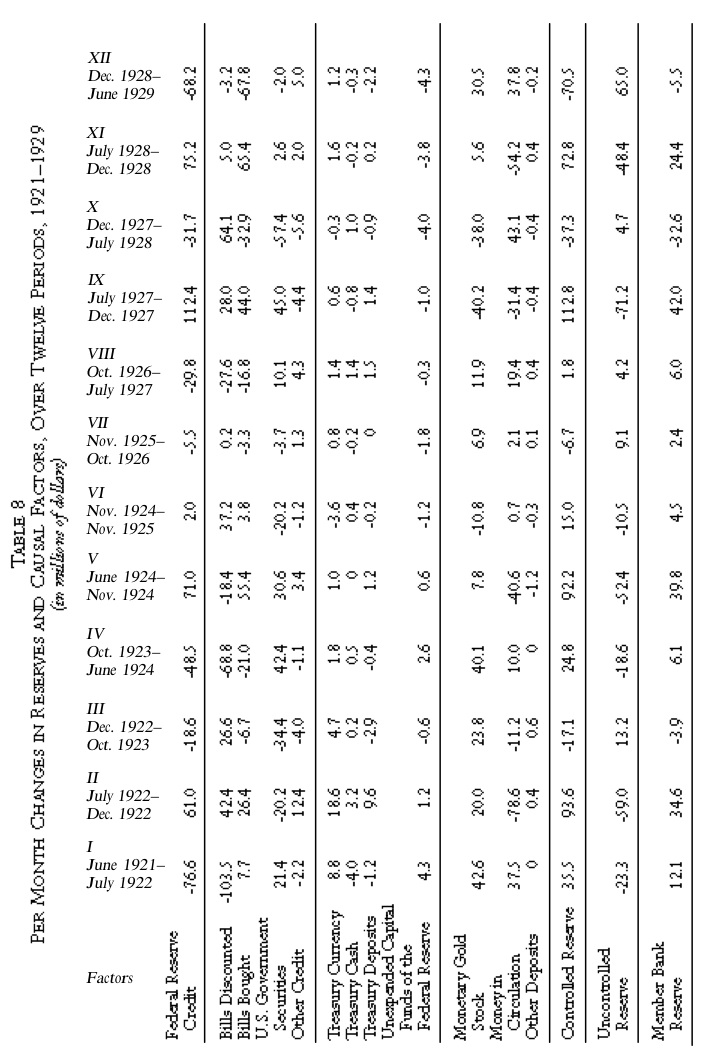 TABLE 8
PER MONTH CHANGES IN RESERVES AND CAUSAL FACTORS, OVER TWELVE PERIODS, 1921–1929
(in millions of dollars)
Factors
I
June 1921–
July 1922
II
July 1922–
Dec. 1922
III
Dec. 1922–
Oct. 1923
IV
Oct. 1923–
June 1924
V
June 1924–
Nov. 1924
VI
Nov. 1924–
Nov. 1925
VII
Nov. 1925–
Oct. 1926
VIII
Oct. 1926–
July 1927
IX
July 1927–
Dec. 1927
X
Dec. 1927–
July 1928
XI
July 1928–
Dec. 1928
XII
Dec. 1928–
June 1929
Federal Reserve
Credit -76.6 61.0 -18.6 -48.5 71.0 2.0 -5.5 -29.8 112.4 -31.7 75.2 -68.2
Bills Discounted -103.5 42.4 26.6 -68.8 -18.4 37.2 0.2 -27.6 28.0 64.1 5.0 -3.2
Bills Bought 7.7 26.4 -6.7 -21.0 55.4 3.8 -3.3 -16.8 44.0 -32.9 65.4 -67.8
U.S. Government
Securities 21.4 -20.2 -34.4 42.4 30.6 -20.2 -3.7 10.1 45.0 -57.4 2.6 -2.0
Other Credit -2.2 12.4 -4.0 -1.1 3.4 -1.2 1.3 4.3 -4.4 -5.6 2.0 5.0
Treasury Currency 8.8 18.6 4.7 1.8 1.0 -3.6 0.8 1.4 0.6 -0.3 1.6 1.2
Treasury Cash -4.0 3.2 0.2 0.5 0 0.4 -0.2 1.4 -0.8 1.0 -0.2 -0.3
Treasury Deposits -1.2 9.6 -2.9 -0.4 1.2 -0.2 0 1.5 1.4 -0.9 0.2 -2.2
Unexpended Capital
Funds of the
Federal Reserve 4.3 1.2 -0.6 2.6 0.6 -1.2 -1.8 -0.3 -1.0 -4.0 -3.8 -4.3
Monetary Gold
Stock 42.6 20.0 23.8 40.1 7.8 -10.8 6.9 11.9 -40.2 -38.0 5.6 30.5
Money in
Circulation 37.5 -78.6 -11.2 10.0 -40.6 0.7 2.1 19.4 -31.4 43.1 -54.2 37.8
Other Deposits 0 0.4 0.6 0 -1.2 -0.3 0.1 0.4 -0.4 -0.4 0.4 -0.2
Controlled Reserve 35.5 93.6 -17.1 24.8 92.2 15.0 -6.7 1.8 112.8 -37.3 72.8 -70.5
Uncontrolled
Reserve -23.3 -59.0 13.2 -18.6 -52.4 -10.5 9.1 4.2 -71.2 4.7 -48.4 65.0
Member Bank
Reserve 12.1 34.6 -3.9 6.1 39.8 4.5 2.4 6.0 42.0 -32.6 24.4 -5.5